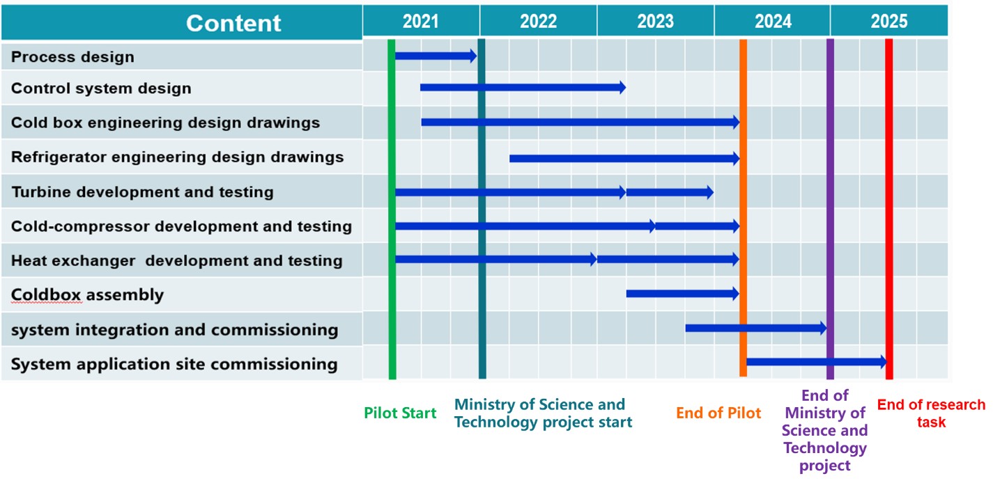 Content 2021 2022 2023 2024 2025
Process design
Control system design
Cold box engineering design drawings
Refrigerator engineering design drawings
Turbine development and testing
Cold-compressor development and testing
Heat exchanger  development and testing
Coldbox assembly
system integration and commissioning
System application site commissioning
Pilot Start
Ministry of Science and
Technology project start
End of Pilot
End of
Ministry of
Science and
Technology
project
End of research
task